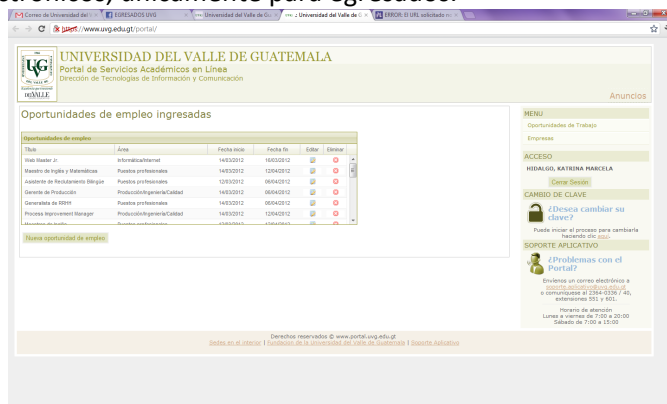 Correo de Universidad del
EGRESADOS UVG
Universidad del Valle de Gu
.: Universidad del Valle de G
ERROR: El URL solicitado no
https://www.uvg.edu.gt/portal/
UVG
DEL VALLE
UNIVERSIDAD DEL VALLE DE GUATEMALA
Portal de Servicios Académicos en Línea
Dirección de Tecnologías de Información y Comunicación
Anuncios
Oportunidades de empleo ingresadas
Oportunidades de empleo
Título Área Fecha inicio Fecha fin Editar Eliminar
Web Master Jr. Informática/Internet 14/03/2012 16/03/2012
Maestro de Inglés y Matemáticas Puestos profesionales 14/03/2012 12/04/2012
Asistente de Reclutamiento Bilingüe Puestos profesionales 12/03/2012 06/04/2012
Gerente de Producción Producción/Ingeniería/Calidad 14/03/2012 06/04/2012
Generalista de RRHH Puestos profesionales 14/03/2012 06/04/2012
Process Improvement Manager Producción/Ingeniería/Calidad 14/03/2012 12/04/2012
Nueva oportunidad de empleo
MENU
Oportunidades de Trabajo
Empresas
ACCESO
HIDALGO, KATRINA MARCELA
Cerrar Sesión
CAMBIO DE CLAVE
¿Desea cambiar su
clave?
Puede iniciar el proceso para cambiarla
haciendo clic aquí.
SOPORTE APLICATIVO
¿Problemas con el
Portal?
Envíenos un correo electrónico a
soporte.aplicativo@uvg.edu.gt
o comuníquese al 2364-0336 / 40,
extensiones 551 y 601.
Horario de atención
Lunes a viernes de 7:00 a 20:00
Sábado de 7:00 a 15:00
Derechos reservados © www.portal.uvg.edu.gt
Sedes en el interior | Fundación de la Universidad del Valle de Guatemala | Soporte Aplicativo